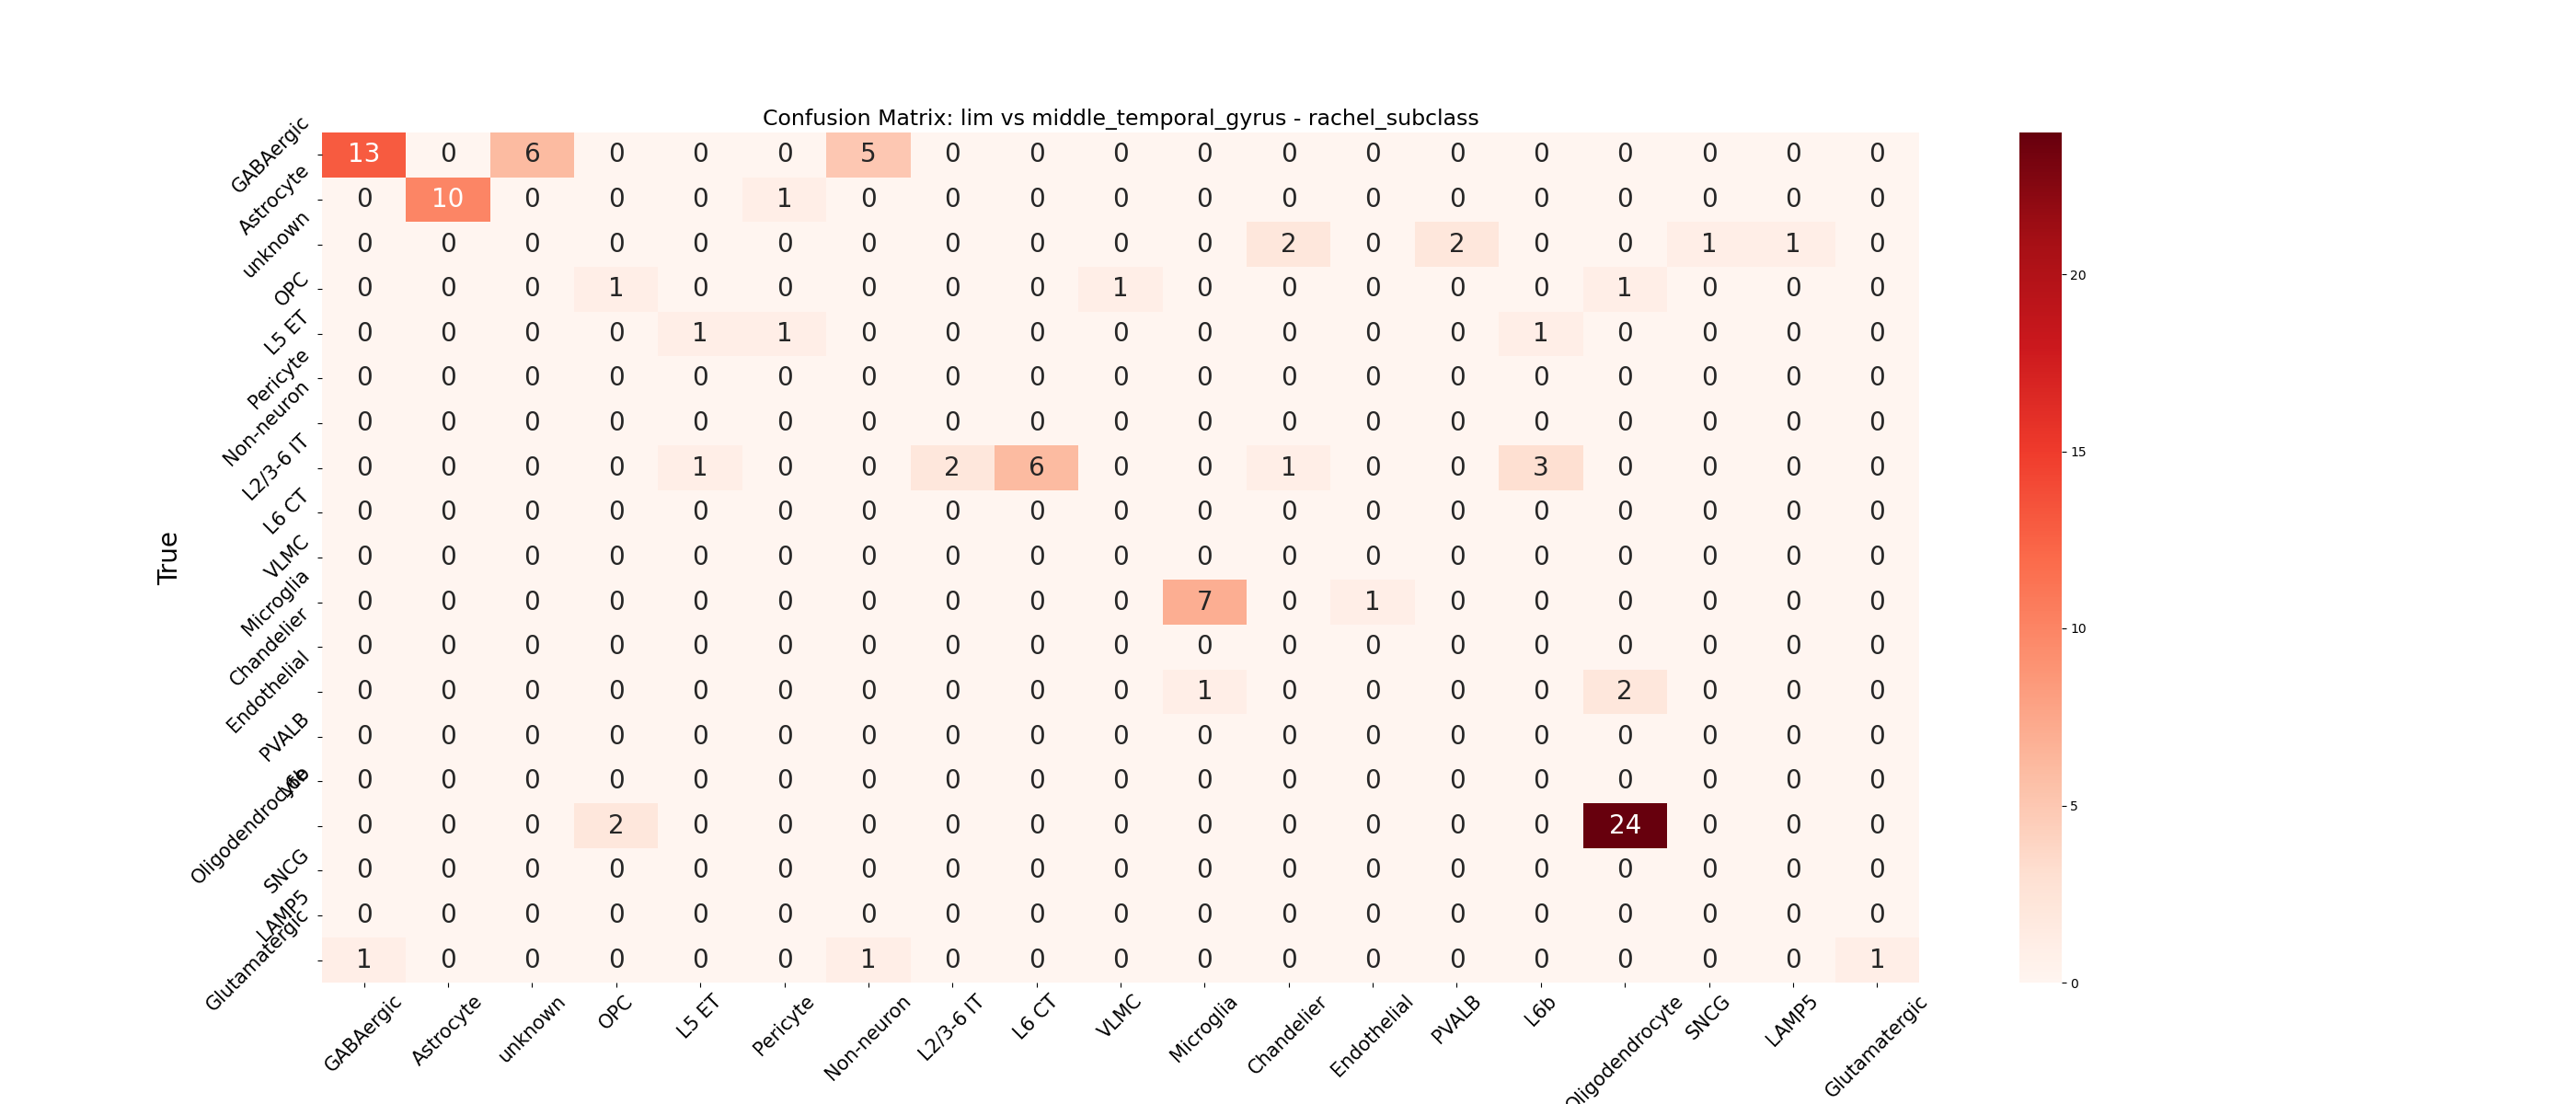 Confusion Matrix: lim vs middle_temporal_gyrus - rachel_subclass
True
GABAergic 13 0 6 0 0 0 5 0 0 0 0 0 0 0 0 0 0 0 0
Astrocyte 0 10 0 0 0 1 0 0 0 0 0 0 0 0 0 0 0 0 0
unknown 0 0 0 0 0 0 0 0 0 0 0 2 0 2 0 0 1 1 0
OPC 0 0 0 1 0 0 0 0 0 1 0 0 0 0 0 1 0 0 0
L5 ET 0 0 0 0 1 1 0 0 0 0 0 0 0 0 1 0 0 0 0
Pericyte 0 0 0 0 0 0 0 0 0 0 0 0 0 0 0 0 0 0 0
Non-neuron 0 0 0 0 0 0 0 0 0 0 0 0 0 0 0 0 0 0 0
L2/3-6 IT 0 0 0 0 1 0 0 2 6 0 0 1 0 0 3 0 0 0 0
L6 CT 0 0 0 0 0 0 0 0 0 0 0 0 0 0 0 0 0 0 0
VLMC 0 0 0 0 0 0 0 0 0 0 0 0 0 0 0 0 0 0 0
Microglia 0 0 0 0 0 0 0 0 0 0 7 0 1 0 0 0 0 0 0
Chandelier 0 0 0 0 0 0 0 0 0 0 0 0 0 0 0 0 0 0 0
Endothelial 0 0 0 0 0 0 0 0 0 0 1 0 0 0 0 2 0 0 0
PVALB 0 0 0 0 0 0 0 0 0 0 0 0 0 0 0 0 0 0 0
L6b 0 0 0 0 0 0 0 0 0 0 0 0 0 0 0 0 0 0 0
Oligodendrocyte 0 0 0 2 0 0 0 0 0 0 0 0 0 0 0 24 0 0 0
SNCG 0 0 0 0 0 0 0 0 0 0 0 0 0 0 0 0 0 0 0
LAMP5 0 0 0 0 0 0 0 0 0 0 0 0 0 0 0 0 0 0 0
Glutamatergic 1 0 0 0 0 0 1 0 0 0 0 0 0 0 0 0 0 0 1
GABAergic Astrocyte unknown OPC L5 ET Pericyte Non-neuron L2/3-6 IT L6 CT VLMC Microglia Chandelier Endothelial PVALB L6b Oligodendrocyte SNCG LAMP5 Glutamatergic
20
15
10
5
0